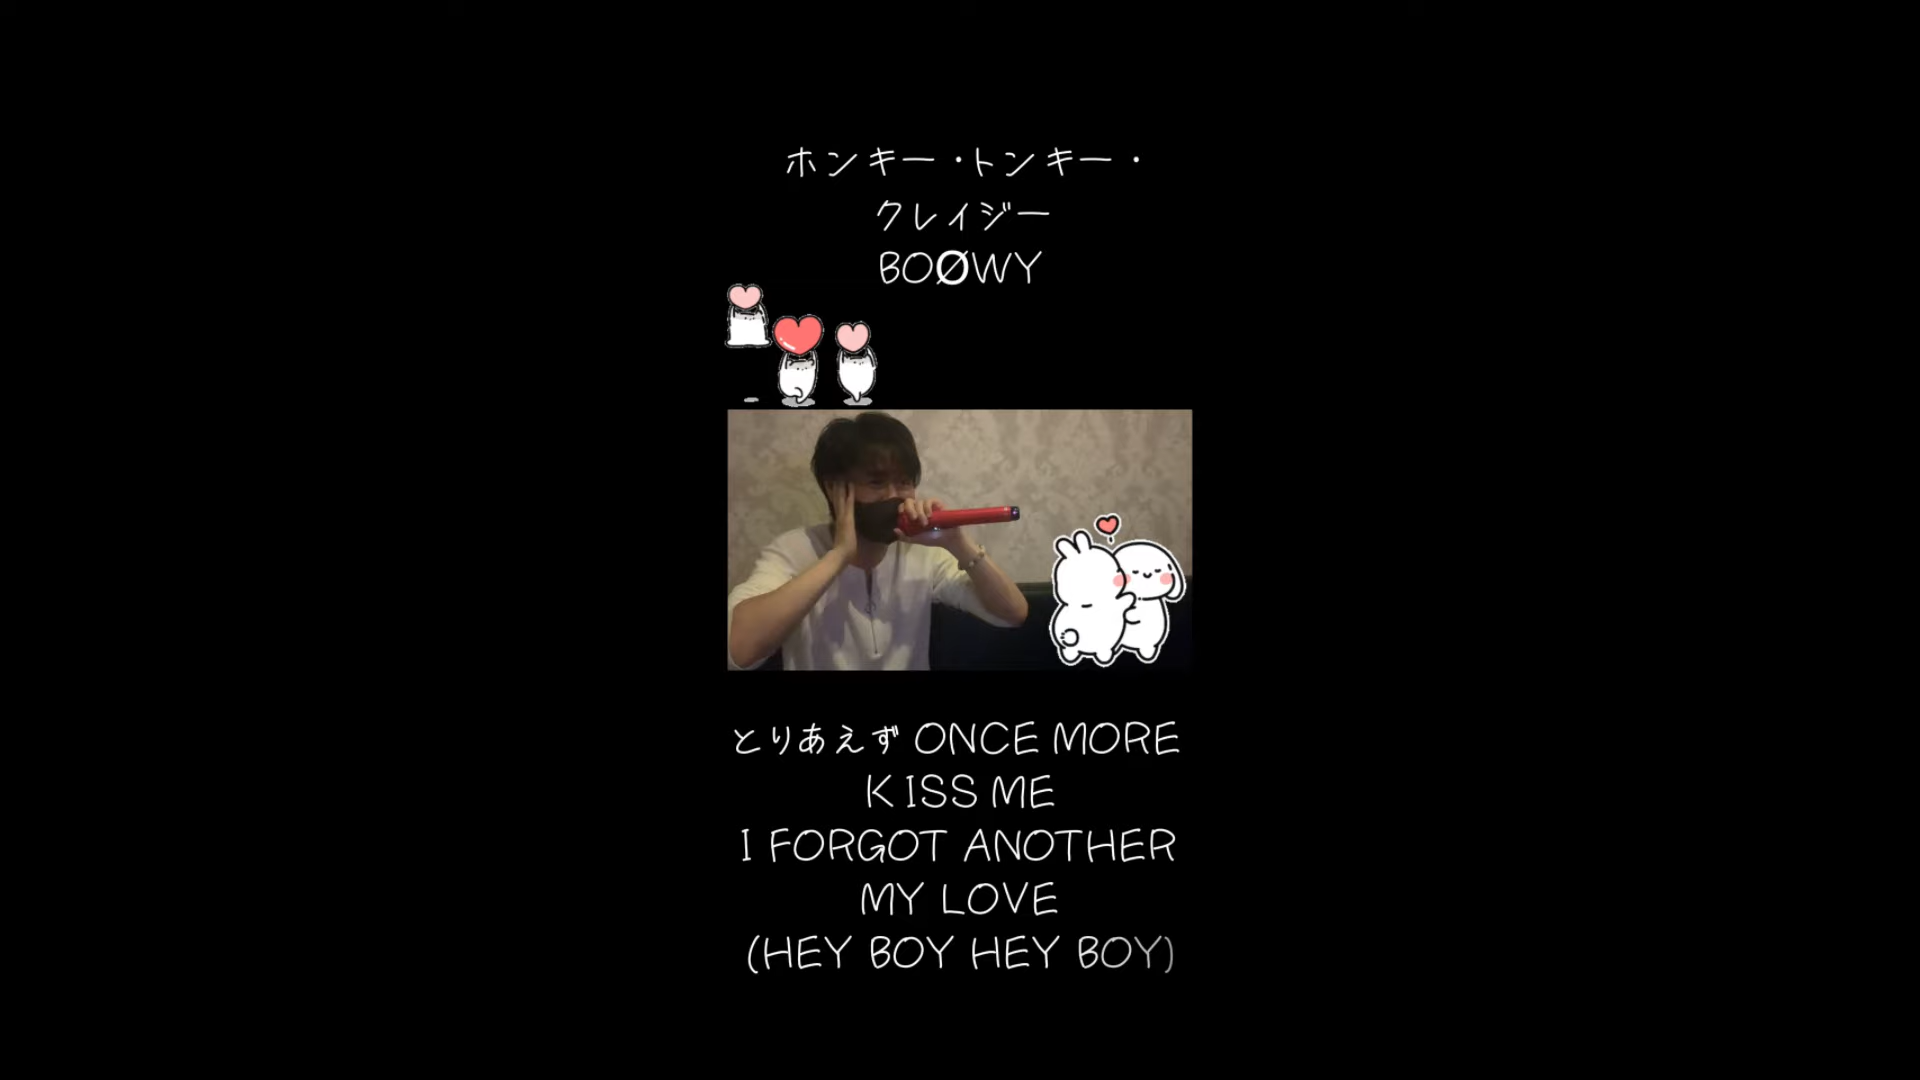 ホンキー・トンキー・
クレイジー
BOØWY
とりあえず ONCE MORE
KISS ME
I FORGOT ANOTHER
MY LOVE
(HEY BOY HEY BOY)